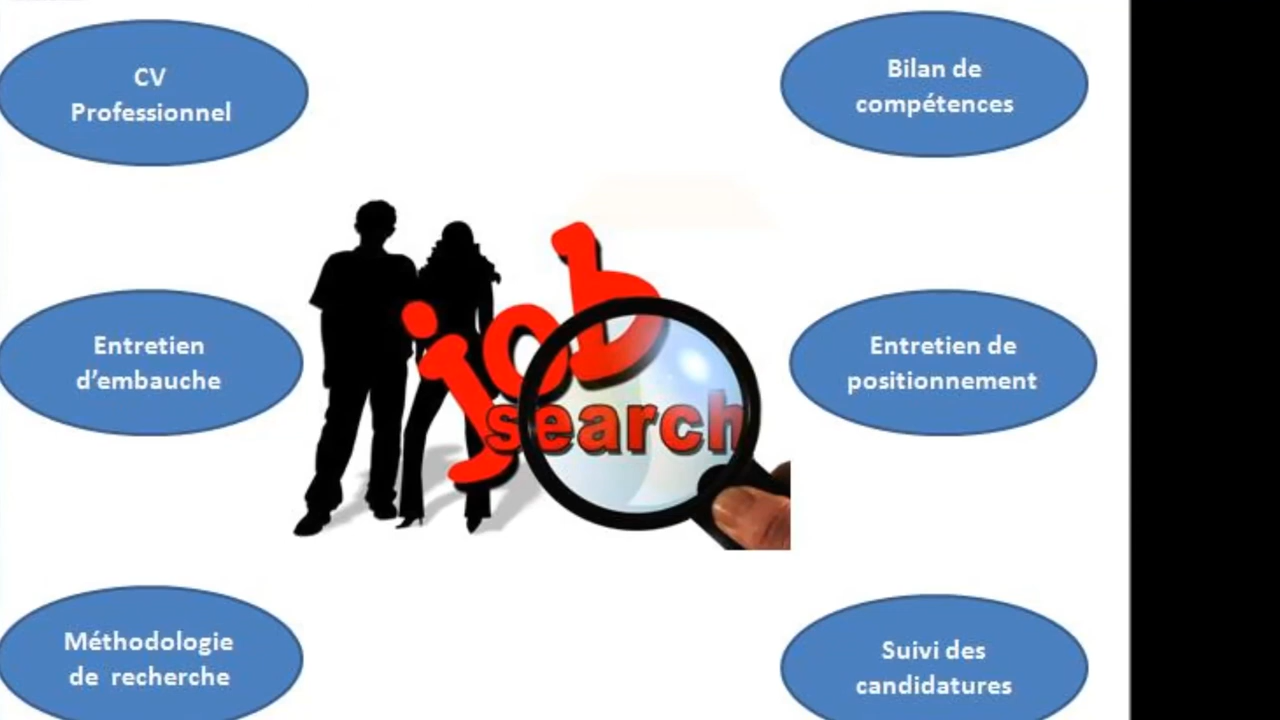 CV
Professionnel
Bilan de
compétences
job
search
Entretien
d’embauche
Entretien de
positionnement
Méthodologie
de  recherche
Suivi des
candidatures